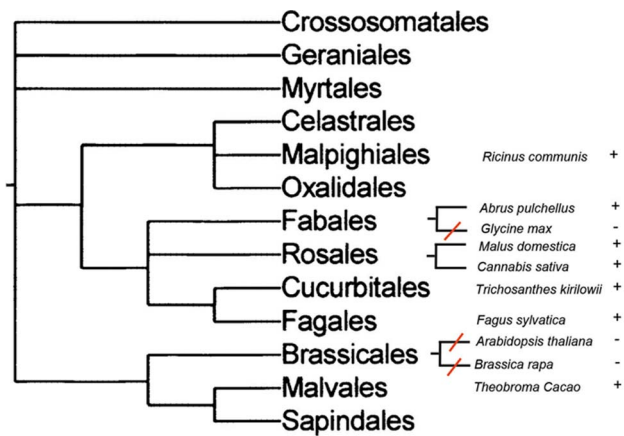 Crossosomatales
Geraniales
Myrtales
Celastrales
Malpighiales Ricinus communis +
Oxalidales
Fabales Abrus pulchellus +
Glycine max -
Rosales Malus domestica +
Cannabis sativa +
Cucurbitales Trichosanthes kirilowii +
Fagales Fagus sylvatica +
Brassicales Arabidopsis thaliana -
Brassica rapa -
Malvales Theobroma Cacao +
Sapindales